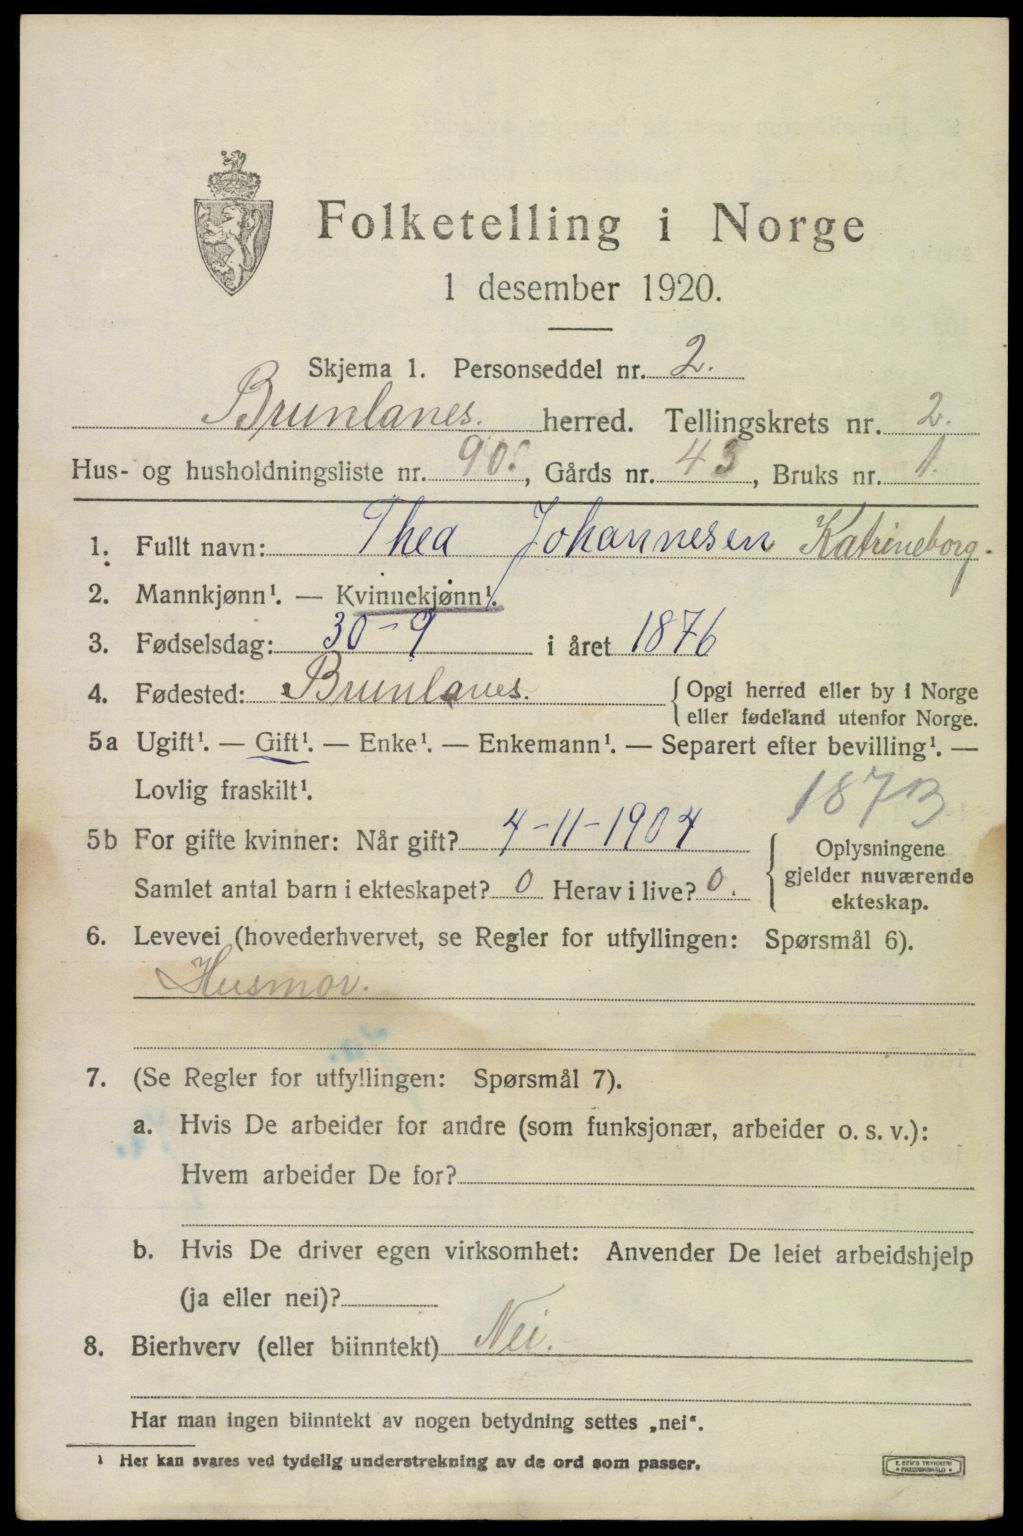 Folketelling i Norge
1 desember 1920.
Skjema 1. Personseddel nr. 2.
Brunlanes. herred. Tellingskrets nr. 2.
Hus- og husholdningsliste nr. 90., Gårds nr. 43, Bruks nr. 1.
1. Fullt navn: Thea Johannesen Katrineborg.
2. Mannkjønn¹. — Kvinnekjønn¹.
3. Fødselsdag: 30-9 i året 1876
4. Fødested: Brunlanes. { Opgi herred eller by i Norge
eller fødeland utenfor Norge.
5a Ugift¹. — Gift¹. — Enke¹. — Enkemann¹. — Separert efter bevilling¹. —
Lovlig fraskilt¹.
187
5b For gifte kvinner: Når gift? 4-11-1904
Samlet antal barn i ekteskapet? 0 Herav i live? 0.
{ Oplysningene
gjelder nuværende
ekteskap.
6. Levevei (hovederhvervet, se Regler for utfyllingen: Spørsmål 6).
Husmor.
7. (Se Regler for utfyllingen: Spørsmål 7).
a. Hvis De arbeider for andre (som funksjonær, arbeider o. s. v.):
Hvem arbeider De for?
b. Hvis De driver egen virksomhet: Anvender De leiet arbeidshjelp
(ja eller nei)?
8. Bierhverv (eller biinntekt) Nei.
Har man ingen biinntekt av nogen betydning settes „nei“.
¹ Her kan svares ved tydelig understrekning av de ord som passer.